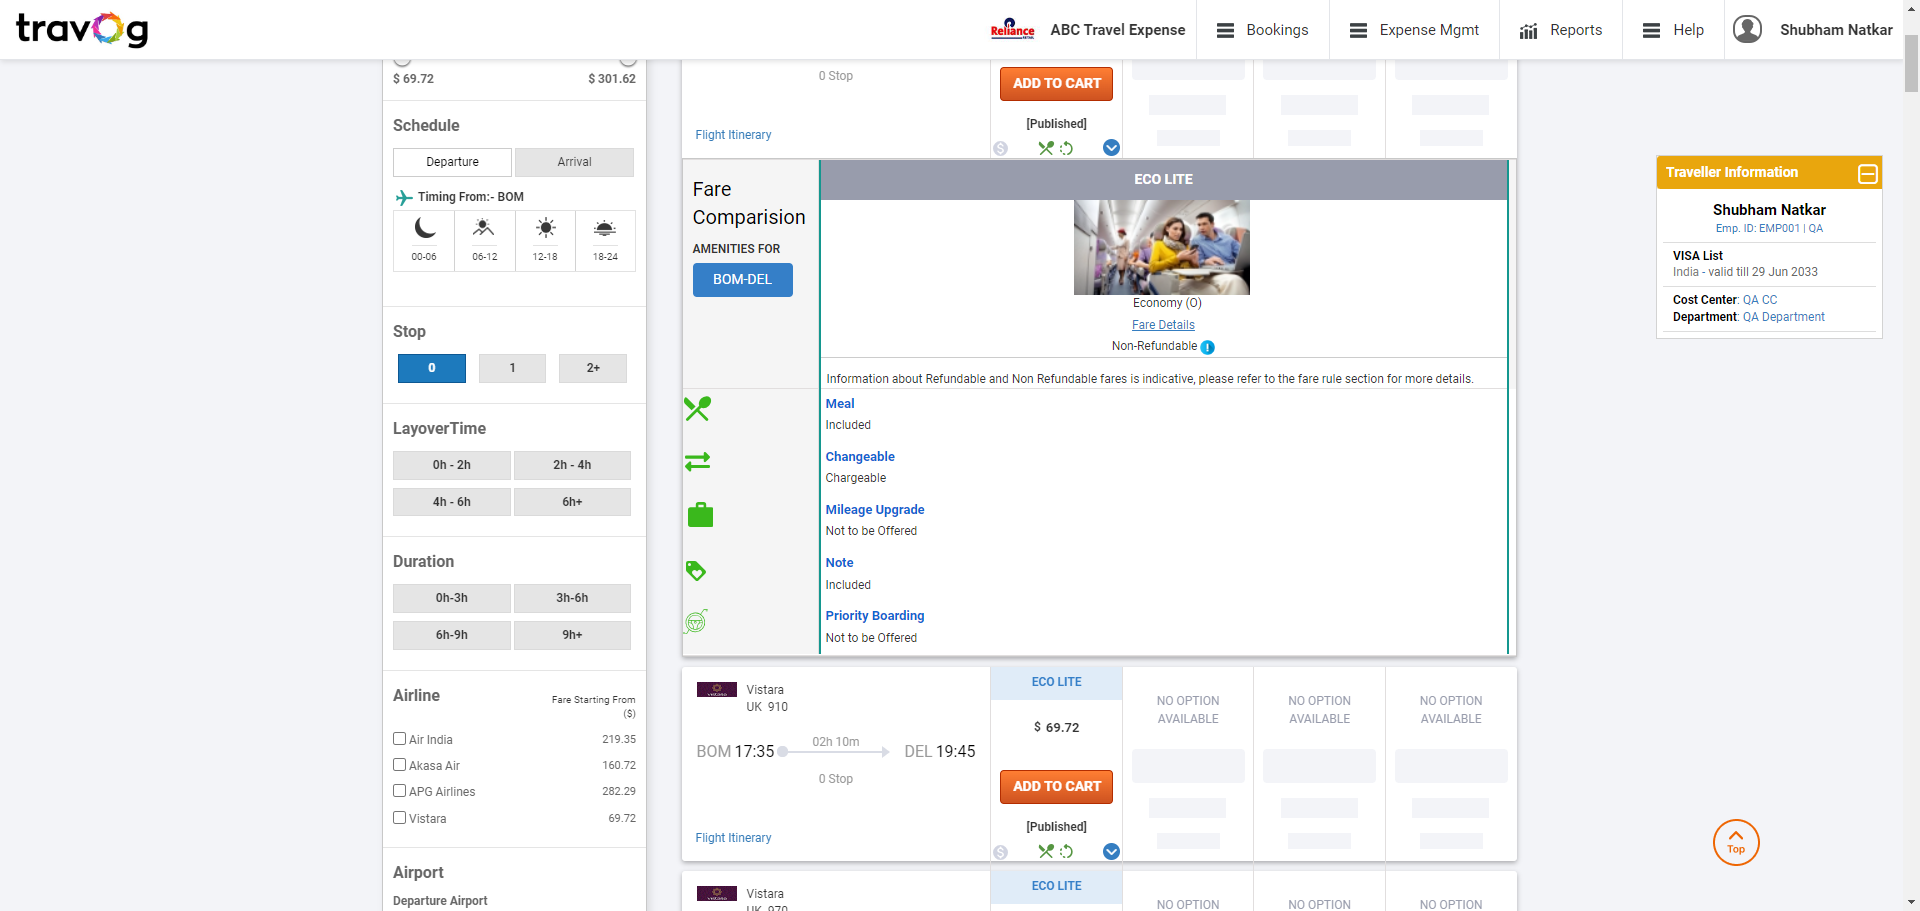 travog
Reliance
RETAIL
ABC Travel Expense
Bookings
Expense Mgmt
Reports
Help
Shubham Natkar
$ 69.72
$ 301.62
Schedule
Departure
Arrival
Timing From:- BOM
00-06
06-12
12-18
18-24
Stop
0
1
2+
LayoverTime
0h - 2h
2h - 4h
4h - 6h
6h+
Duration
0h-3h
3h-6h
6h-9h
9h+
Airline
Fare Starting From
($)
Air India
219.35
Akasa Air
160.72
APG Airlines
282.29
Vistara
69.72
Airport
Departure Airport
0 Stop
Flight Itinerary
ADD TO CART
[Published]
Fare
Comparision
AMENITIES FOR
BOM-DEL
ECO LITE
Economy (O)
Fare Details
Non-Refundable
Information about Refundable and Non Refundable fares is indicative, please refer to the fare rule section for more details.
Meal
Included
Changeable
Chargeable
Mileage Upgrade
Not to be Offered
Note
Included
Priority Boarding
Not to be Offered
Vistara
UK 910
BOM 17:35
02h 10m
DEL 19:45
0 Stop
Flight Itinerary
ECO LITE
$ 69.72
ADD TO CART
[Published]
NO OPTION
AVAILABLE
NO OPTION
AVAILABLE
NO OPTION
AVAILABLE
Vistara
UK 970
ECO LITE
NO OPTION
NO OPTION
NO OPTION
Traveller Information
Shubham Natkar
Emp. ID: EMP001 | QA
VISA List
India - valid till 29 Jun 2033
Cost Center: QA CC
Department: QA Department
Top